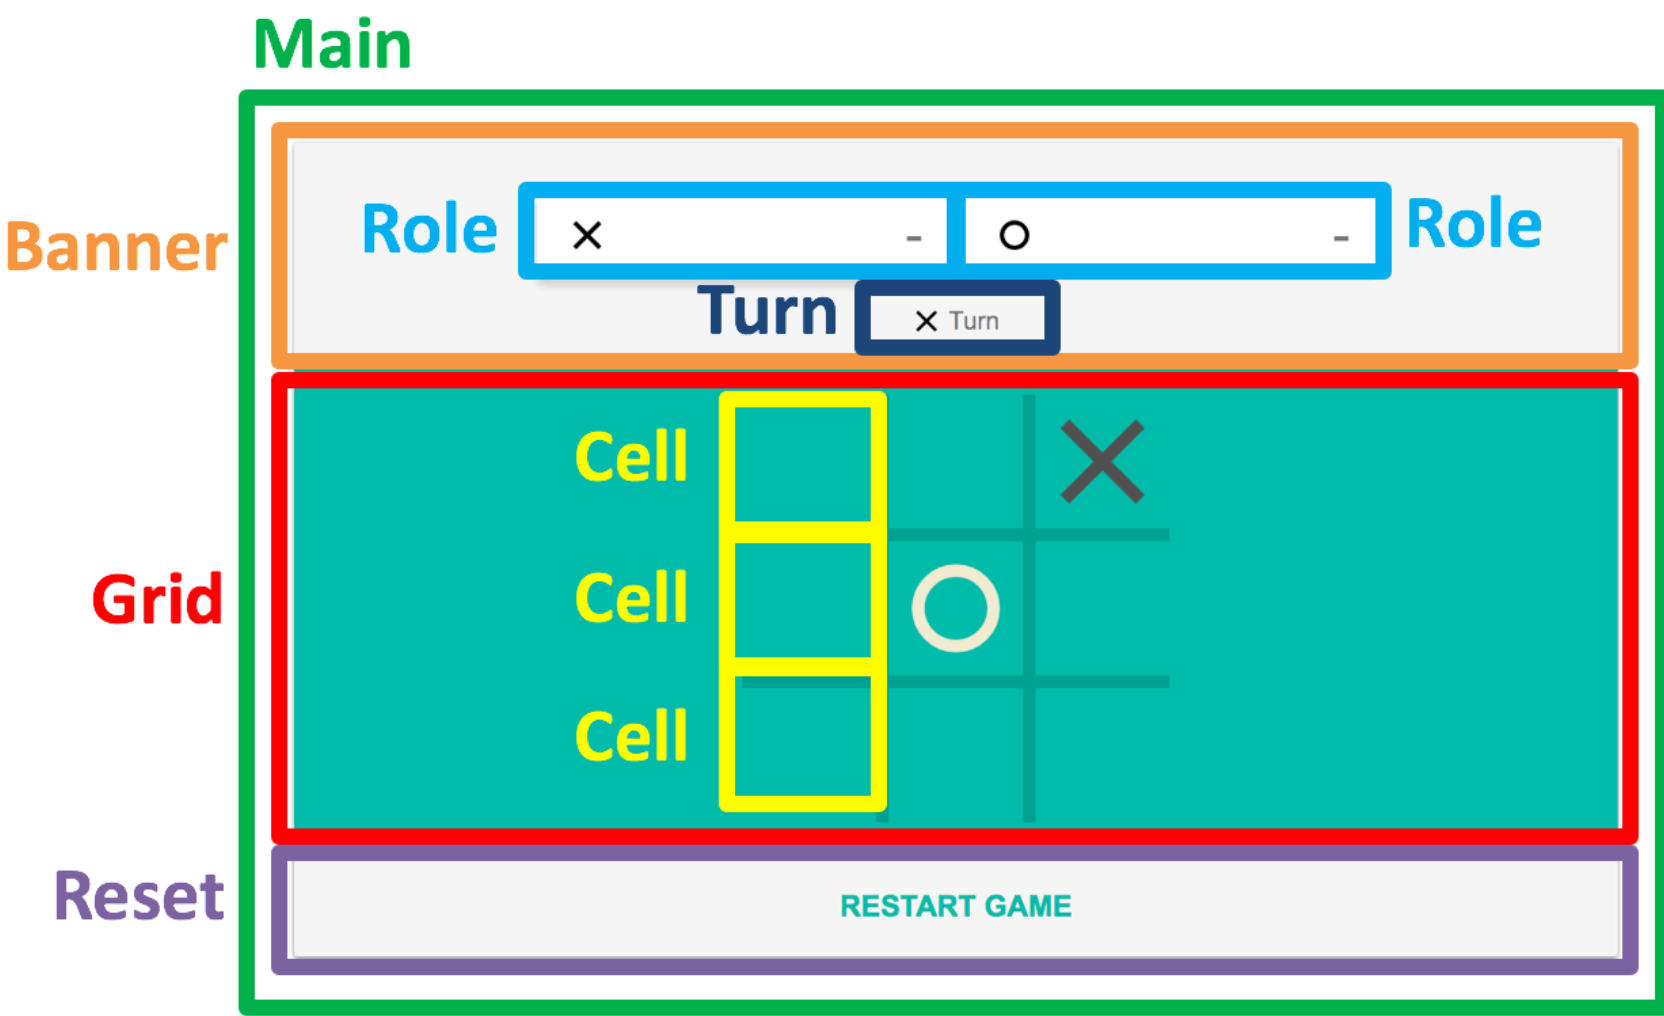 Main
Banner
Role
× -
○ -
Role
Turn
× Turn
Cell
Grid
Cell
Cell
Reset
RESTART GAME